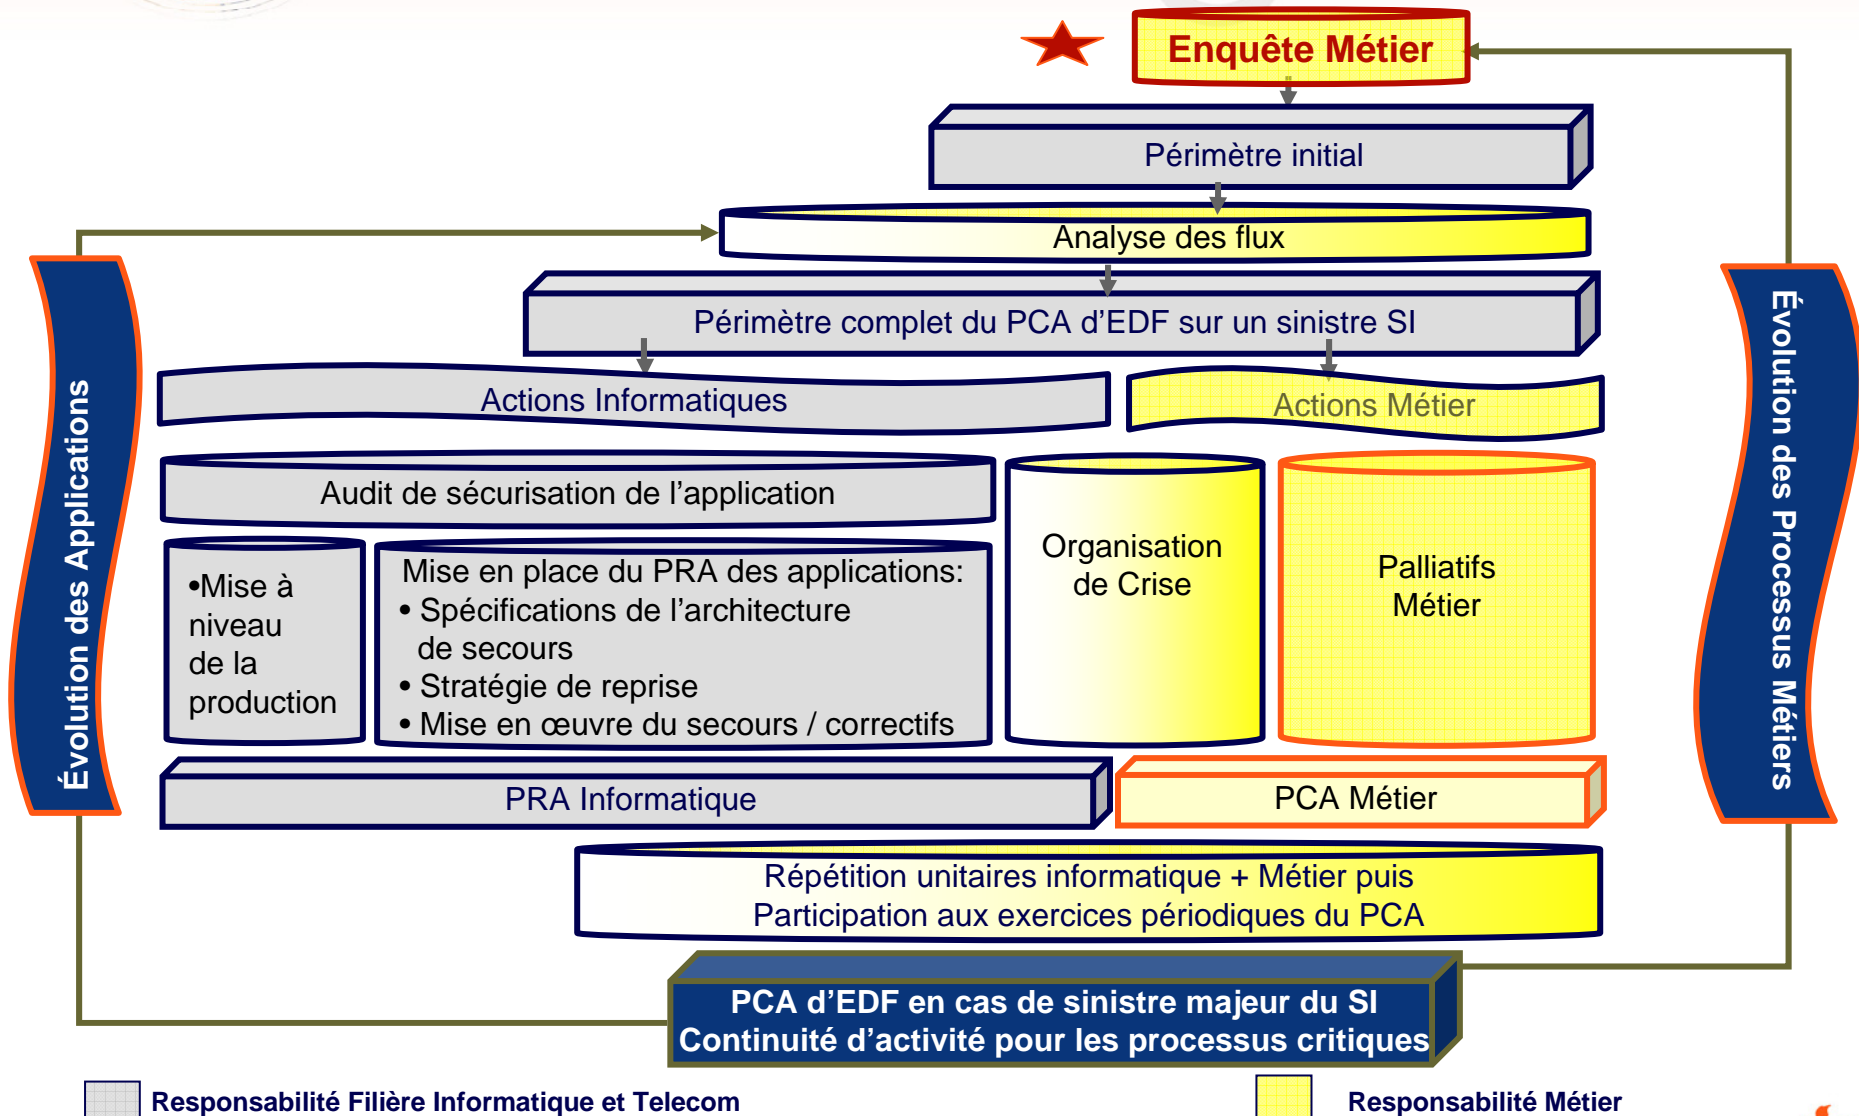 Enquête Métier
Périmètre initial
Analyse des flux
Périmètre complet du PCA d’EDF sur un sinistre SI
Actions Informatiques
Actions Métier
Évolution des Applications
Évolution des Processus Métiers
Audit de sécurisation de l’application
Organisation
de Crise
Palliatifs
Métier
•Mise à
niveau
de la
production
Mise en place du PRA des applications:
• Spécifications de l’architecture
de secours
• Stratégie de reprise
• Mise en œuvre du secours / correctifs
PRA Informatique
PCA Métier
Répétition unitaires informatique + Métier puis
Participation aux exercices périodiques du PCA
PCA d’EDF en cas de sinistre majeur du SI
Continuité d’activité pour les processus critiques
Responsabilité Filière Informatique et Telecom
Responsabilité Métier